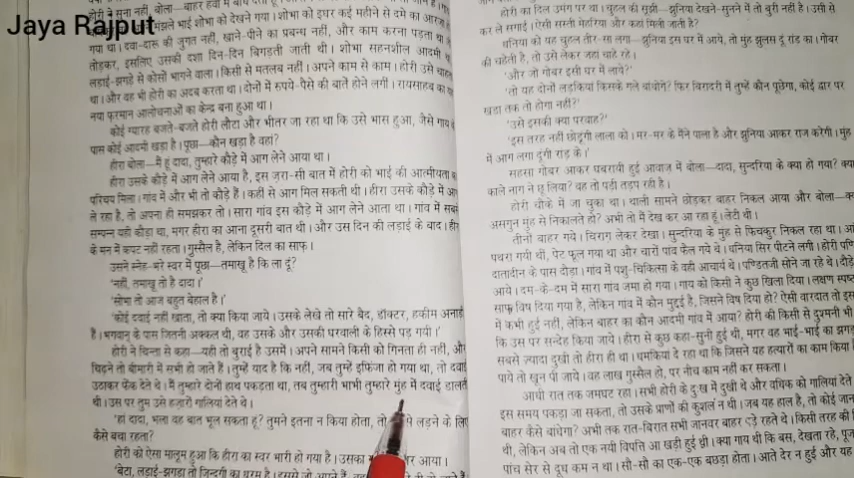 Jaya Rajput
होरी ने सुना नहीं, बोला—बाहर हवा में
मंझले भाई शोभा को देखने गया। शोभा को इधर कई महीने से दमे का आरजा
गया था। दवा-दारू की जुगत नहीं, खाने-पीने का प्रबन्ध नहीं, और काम करना पड़ता था
तोड़कर, इसलिए उसकी दशा दिन-दिन बिगड़ती जाती थी। शोभा सहनशील आदमी
लड़ाई-झगड़े से कोसों भागने वाला। किसी से मतलब नहीं। अपने काम से काम। होरी उसे चाहता
था। और वह भी होरी का अदब करता था। दोनों में रुपये-पैसे की बातें होने लगीं। रायसाहब का
नया फरमान आलोचनाओं का केन्द्र बना हुआ था।
कोई ग्यारह बजते-बजते होरी लौटा और भीतर जा रहा था कि उसे भास हुआ, जैसे गाय
पास कोई आदमी खड़ा है। पूछा—कौन खड़ा है वहां?
हीरा बोला—मैं हूं दादा, तुम्हारे कौड़े में आग लेने आया था।
हीरा उसके कौड़े में आग लेने आया है, इस जरा-सी बात में होरी को भाई की आत्मीयता
परिचय मिला। गांव में और भी तो कौड़े हैं। कहीं से आग मिल सकती थी। हीरा उसके कौड़े में
ले रहा है, तो अपना ही समझकर तो। सारा गांव इस कौड़े में आग लेने आता था। गांव में सबसे
सम्पन्न यही कौड़ा था, मगर हीरा का आना दूसरी बात थी। और उस दिन की लड़ाई के बाद।
के मन में कपट नहीं रहता। गुस्सैल है, लेकिन दिल का साफ।
उसने स्नेह-भरे स्वर में पूछा—तमाखू है कि ला दूं?
'नहीं, तमाखू तो है दादा।'
'सोभा तो आज बहुत बेहाल है।'
'कोई दवाई नहीं खाता, तो क्या किया जाये। उसके लेखे तो सारे बैद, डॉक्टर, हकीम अनाड़ी
हैं। भगवान् के पास जितनी अक्कल थी, वह उसके और उसकी घरवाली के हिस्से पड़ गयी।'
होरी ने चिन्ता से कहा—यही तो बुराई है उसमें। अपने सामने किसी को गिनता ही नहीं, और
चिढ़ने तो बीमारी में सभी हो जाते हैं। तुम्हें याद है कि नहीं, जब तुम्हें इफिंजा हो गया था, तो दवाई
उठाकर फेंक देते थे। मैं तुम्हारे दोनों हाथ पकड़ता था, तब तुम्हारी भाभी तुम्हारे मुंह में दवाई डालती
थी। उस पर तुम उसे हजारों गालियां देते थे।
'हां दादा, भला वह बात भूल सकता हूं? तुमने इतना न किया होता, तो लड़ने के लिए
कैसे बचा रहता?
होरी को ऐसा मालूम हुआ कि हीरा का स्वर भारी हो गया है। उसका आया।
'बेटा, लड़ाई-झगड़ा तो जिन्दगी का धरम है।
होरी का दिल उमंग पर था। चुहल की सूझी—झुनिया देखने-सुनने में तो बुरी नहीं है। उसी से
कर ले सगाई। ऐसी सस्ती मेहरिया और कहां मिली जाती है?
धनिया को यह चुहल तीर-सा लगा—झुनिया इस घर में आये, तो मुंह झुलस दूं रांड का। गोबर
की चहेती है, तो उसे लेकर जहां चाहे रहे।
'और जो गोबर इसी घर में लाये?'
'तो यह दोनों लड़कियां किसके गले बांधोगे? फिर बिरादरी में तुम्हें कौन पूछेगा, कोई द्वार पर
खड़ा तक तो होगा नहीं?'
'उसे इसकी क्या परवाह?'
'इस तरह नहीं छोडूंगी लाला को। मर-मर के मैंने पाला है और झुनिया आकर राज करेगी। मुंह
में आग लगा दूंगी रांड के।'
सहसा गोबर आकर घबरायी हुई आवाज में बोला—दादा, सुन्दरिया के क्या हो गया? क्या
काले नाग ने छू लिया? वह तो पड़ी तड़प रही है।
होरी चौके में जा चुका था। थाली सामने छोड़कर बाहर निकल आया और बोला—
असगुन मुंह से निकालते हो? अभी तो मैं देख कर आ रहा हूं। लेटी थी।
तीनों बाहर गये। चिराग लेकर देखा। सुन्दरिया के मुंह से फिचकुर निकल रहा था।
पथरा गयी थीं, पेट फूल गया था और चारों पांव फैल गये थे। धनिया सिर पीटने लगी। होरी
दातादीन के पास दौड़ा। गांव में पशु-चिकित्सा के वही आचार्य थे। पण्डितजी सोने जा रहे थे। दौड़े
आये। दम-के-दम में सारा गांव जमा हो गया। गाय को किसी ने कुछ खिला दिया। लक्षण स्पष्ट
साफ विष दिया गया है, लेकिन गांव में कौन मुद्दई है, जिसने विष दिया हो? ऐसी वारदात तो इस
में कभी हुई नहीं, लेकिन बाहर का कौन आदमी गांव में आया? होरी की किसी से दुश्मनी भी
कि उस पर सन्देह किया जाये। हीरा से कुछ कहा-सुनी हुई थी, मगर वह भाई-भाई का झगड़ा
सबसे ज्यादा दुखी तो हीरा ही था। धमकियां दे रहा था कि जिसने यह हत्यारों का काम किया
पाये तो खून पी जाये। वह लाख गुस्सैल हो, पर नीच काम नहीं कर सकता।
आधी रात तक जमघट रहा। सभी होरी के दुःख में दुखी थे और बधिक को गालियां देते
इस समय पकड़ा जा सकता, तो उसके प्राणों की कुशल न थी। जब यह हाल है, तो कोई
बाहर कैसे बांधेगा? अभी तक रात-बिरात सभी जानवर बाहर पड़े रहते थे। किसी तरह की
थी, लेकिन अब तो एक नयी विपत्ति आ खड़ी हुई थी। क्या गाय थी कि बस, देखता रहे,
पांच सेर से दूध कम न था। सौ-सौ का एक-एक बछड़ा होता। आते देर न हुई और यह